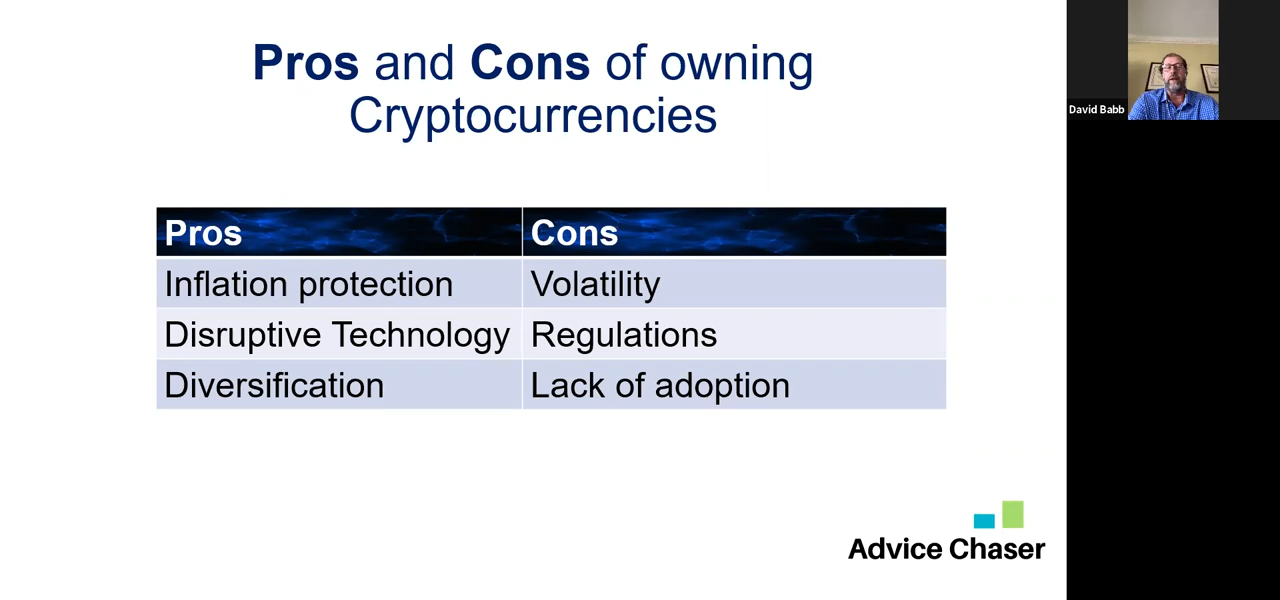 Pros and Cons of owning
Cryptocurrencies
Pros Cons
Inflation protection Volatility
Disruptive Technology Regulations
Diversification Lack of adoption
Advice Chaser
David Babb